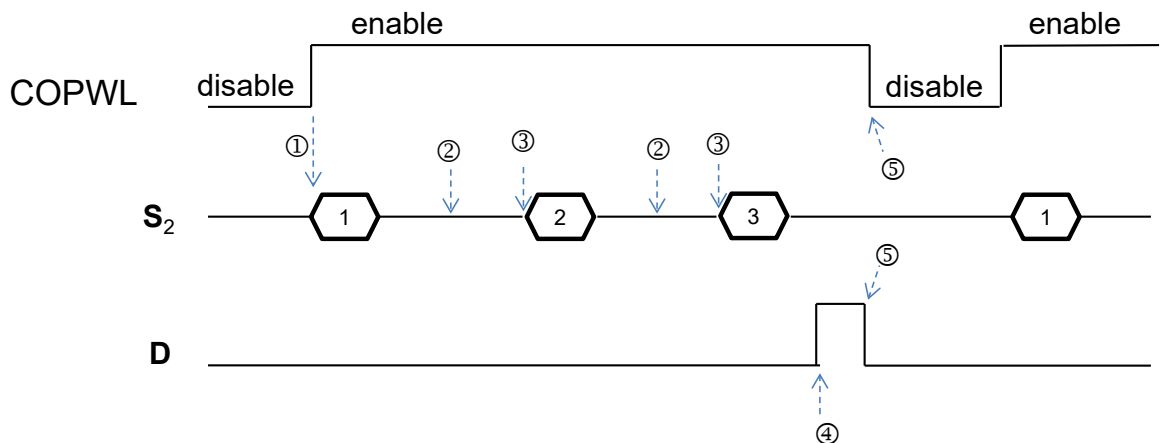 enable
enable
disable
disable
COPWL
①
②
③
②
③
⑤
S₂
1
2
3
1
⑤
D
④